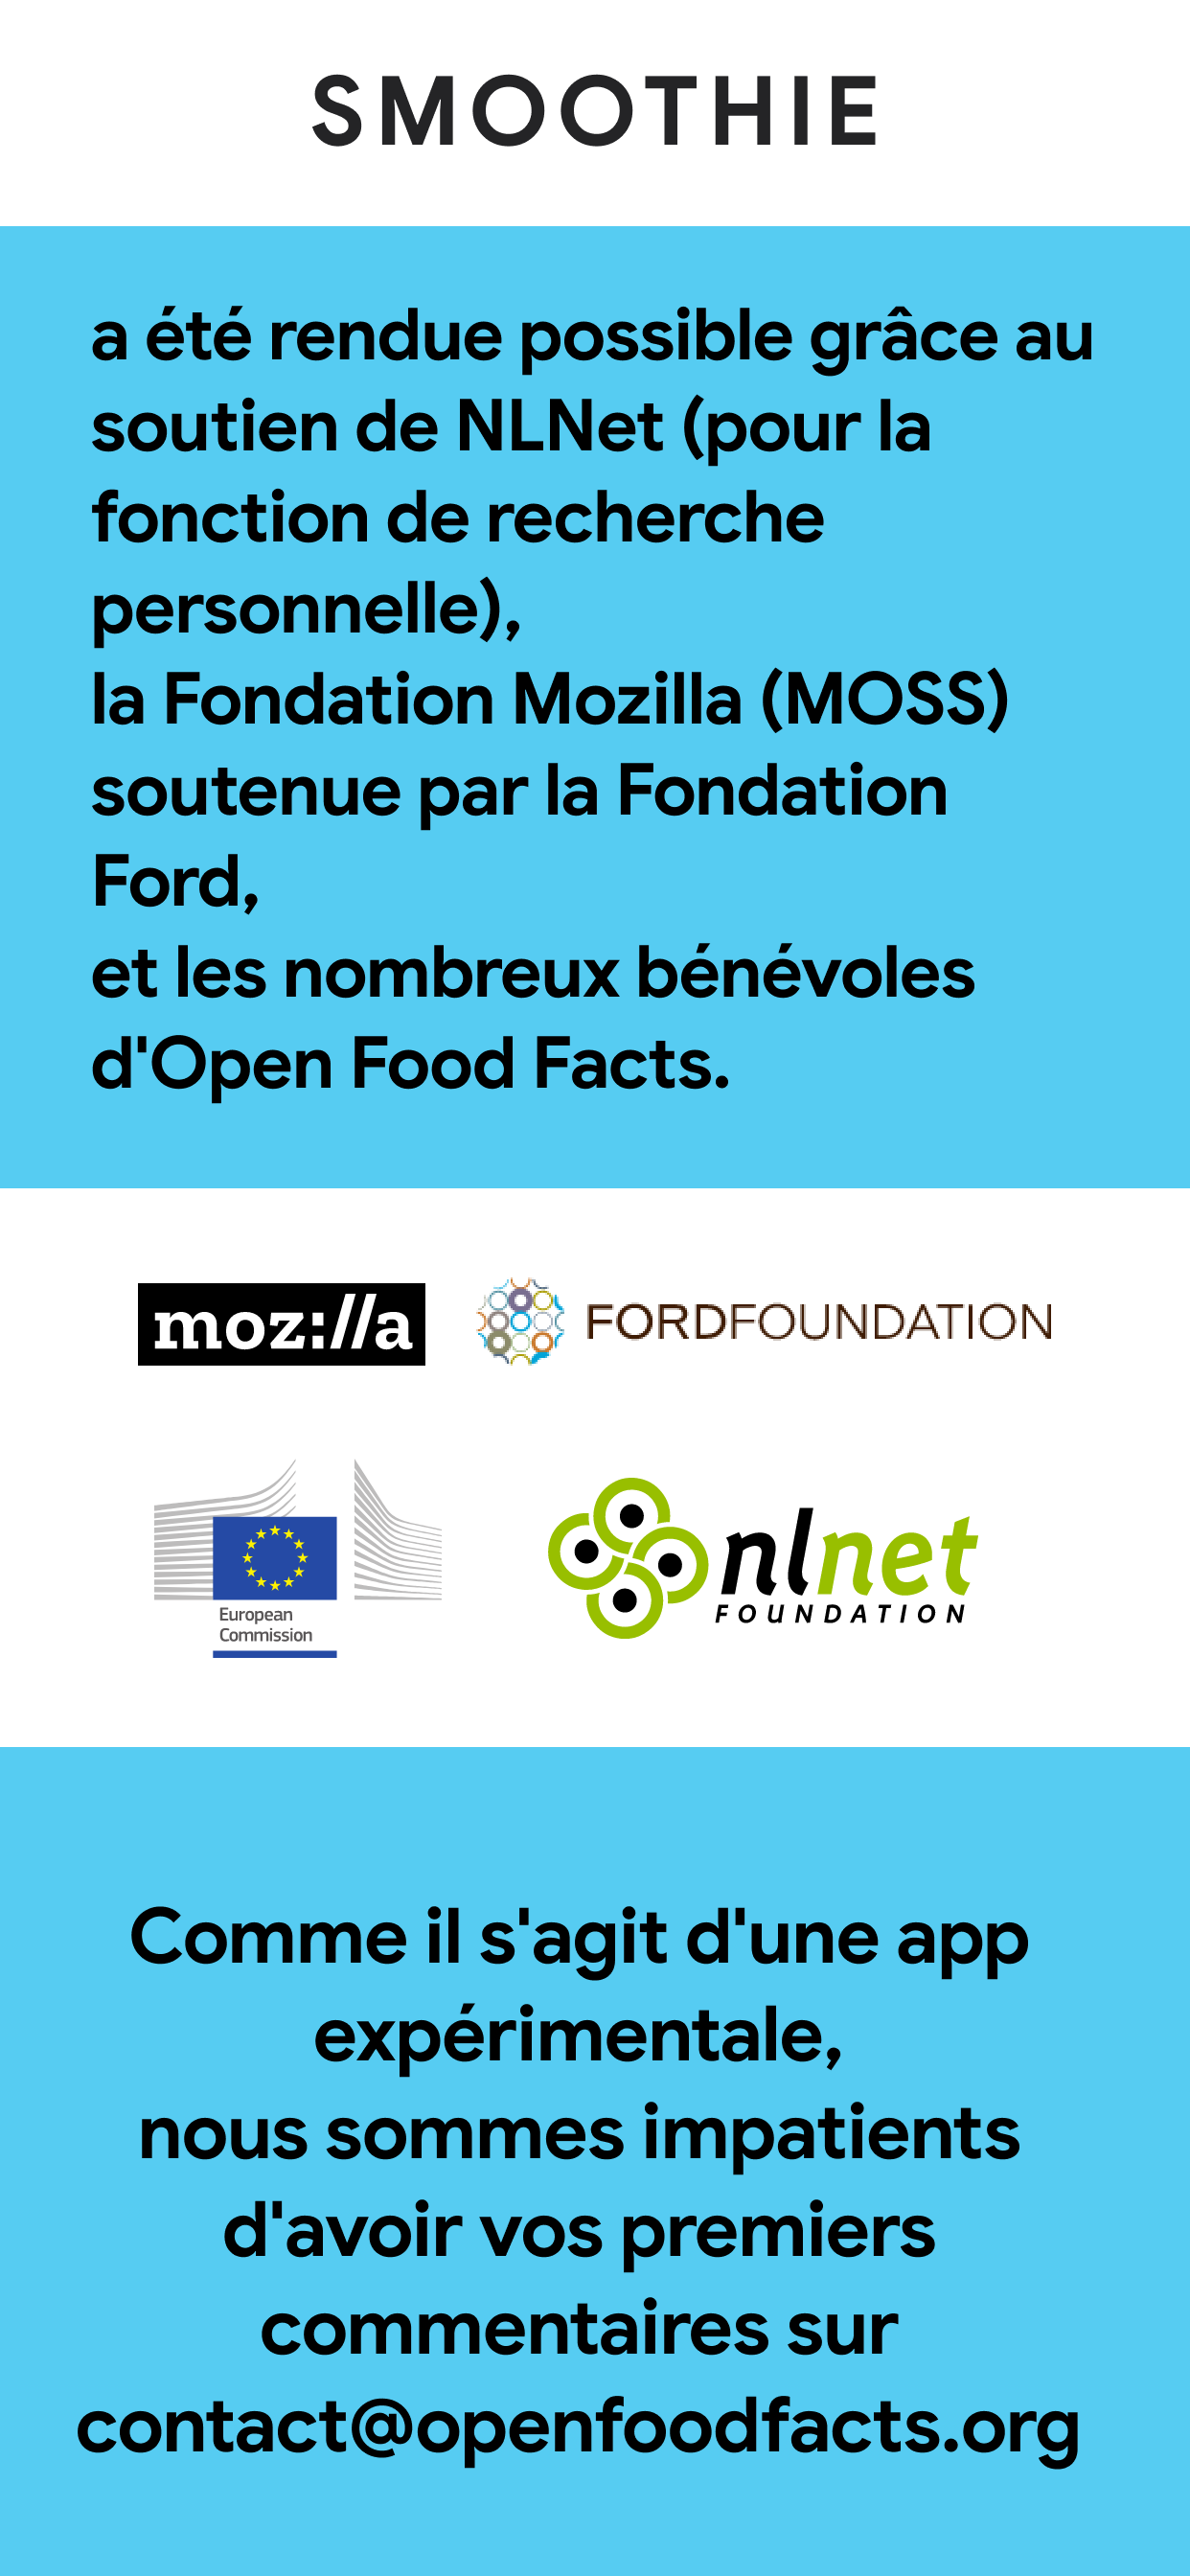 SMOOTHIE
a été rendue possible grâce au
soutien de NLNet (pour la
fonction de recherche
personnelle),
la Fondation Mozilla (MOSS)
soutenue par la Fondation
Ford,
et les nombreux bénévoles
d'Open Food Facts.
moz://a
FORDFOUNDATION
European
Commission
nlnet
FOUNDATION
Comme il s'agit d'une app
expérimentale,
nous sommes impatients
d'avoir vos premiers
commentaires sur
contact@openfoodfacts.org